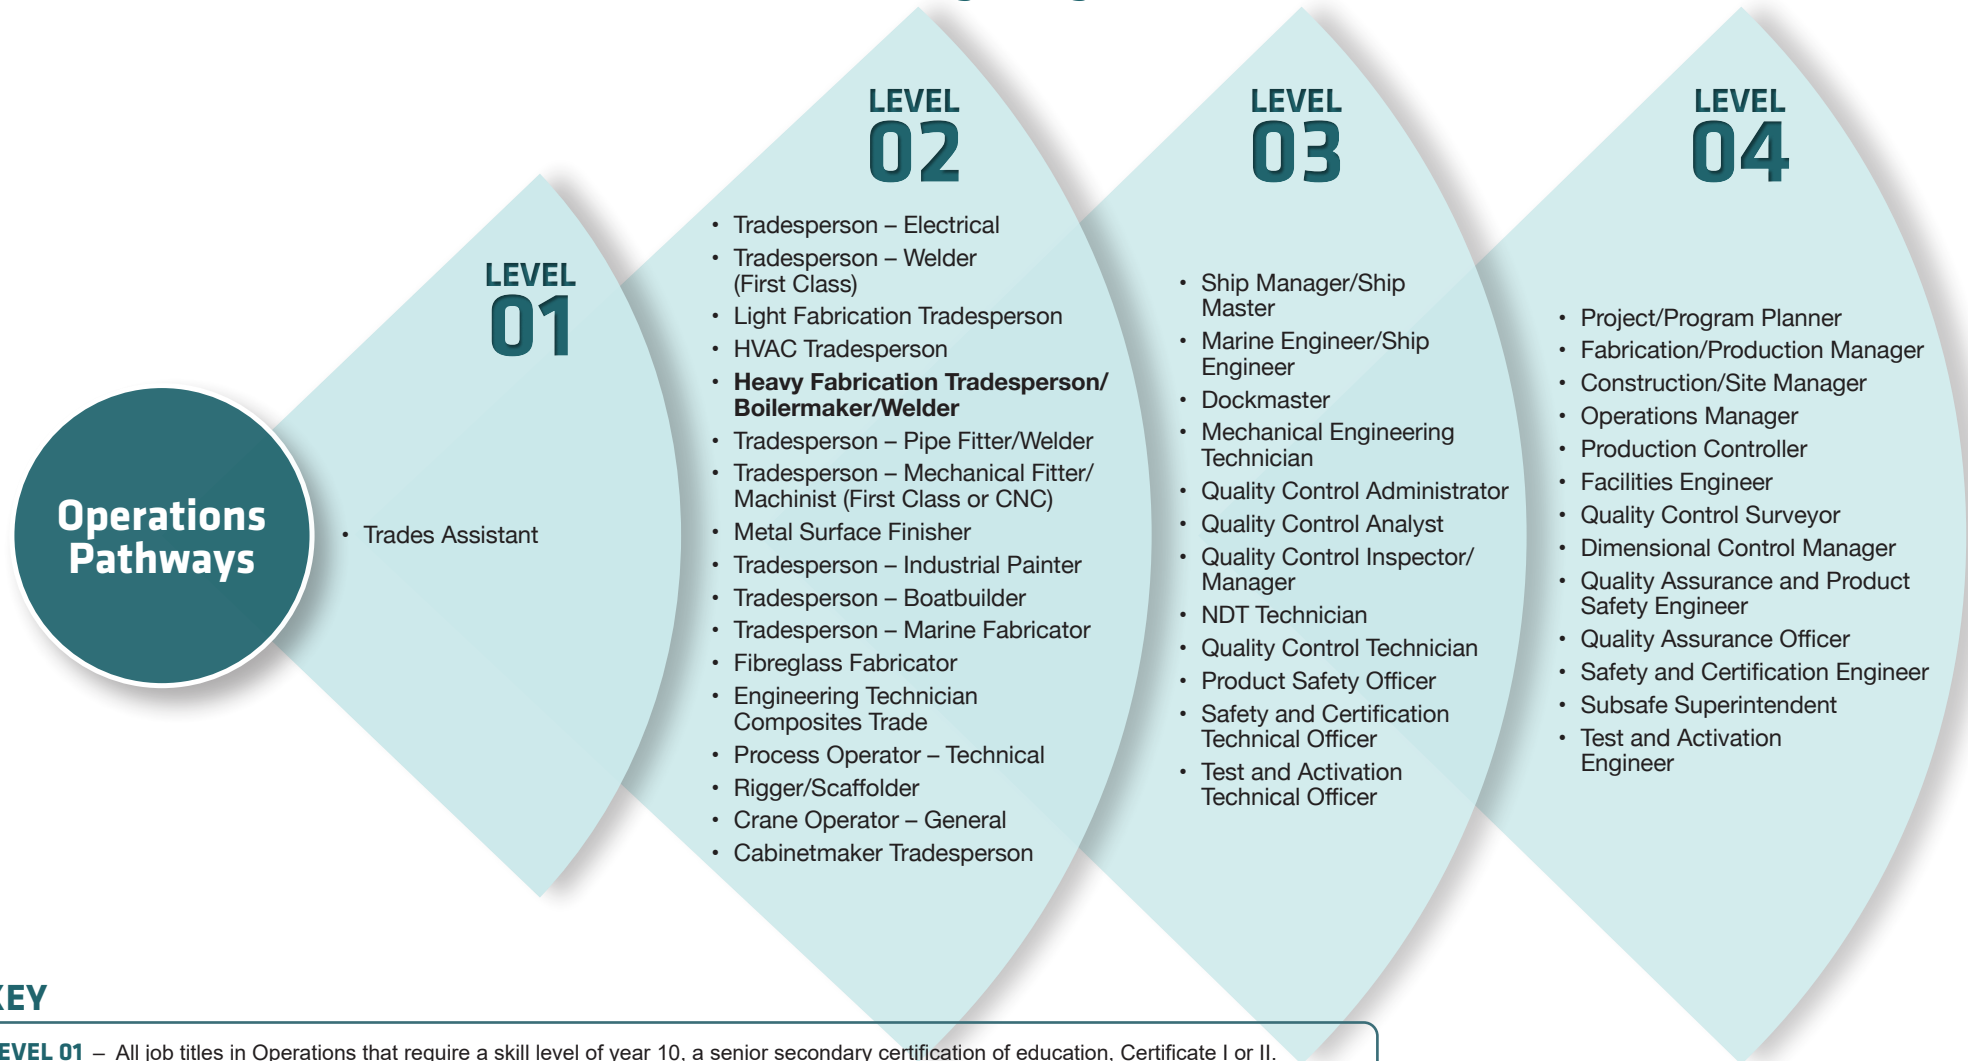 Operations
Pathways
LEVEL
01
• Trades Assistant
LEVEL
02
• Tradesperson – Electrical
• Tradesperson – Welder
(First Class)
• Light Fabrication Tradesperson
• HVAC Tradesperson
• Heavy Fabrication Tradesperson/
Boilermaker/Welder
• Tradesperson – Pipe Fitter/Welder
• Tradesperson – Mechanical Fitter/
Machinist (First Class or CNC)
• Metal Surface Finisher
• Tradesperson – Industrial Painter
• Tradesperson – Boatbuilder
• Tradesperson – Marine Fabricator
• Fibreglass Fabricator
• Engineering Technician
Composites Trade
• Process Operator – Technical
• Rigger/Scaffolder
• Crane Operator – General
• Cabinetmaker Tradesperson
LEVEL
03
• Ship Manager/Ship
Master
• Marine Engineer/Ship
Engineer
• Dockmaster
• Mechanical Engineering
Technician
• Quality Control Administrator
• Quality Control Analyst
• Quality Control Inspector/
Manager
• NDT Technician
• Quality Control Technician
• Product Safety Officer
• Safety and Certification
Technical Officer
• Test and Activation
Technical Officer
LEVEL
04
• Project/Program Planner
• Fabrication/Production Manager
• Construction/Site Manager
• Operations Manager
• Production Controller
• Facilities Engineer
• Quality Control Surveyor
• Dimensional Control Manager
• Quality Assurance and Product
Safety Engineer
• Quality Assurance Officer
• Safety and Certification Engineer
• Subsafe Superintendent
• Test and Activation
Engineer
KEY
LEVEL 01 – All job titles in Operations that require a skill level of year 10, a senior secondary certification of education, Certificate I or II.